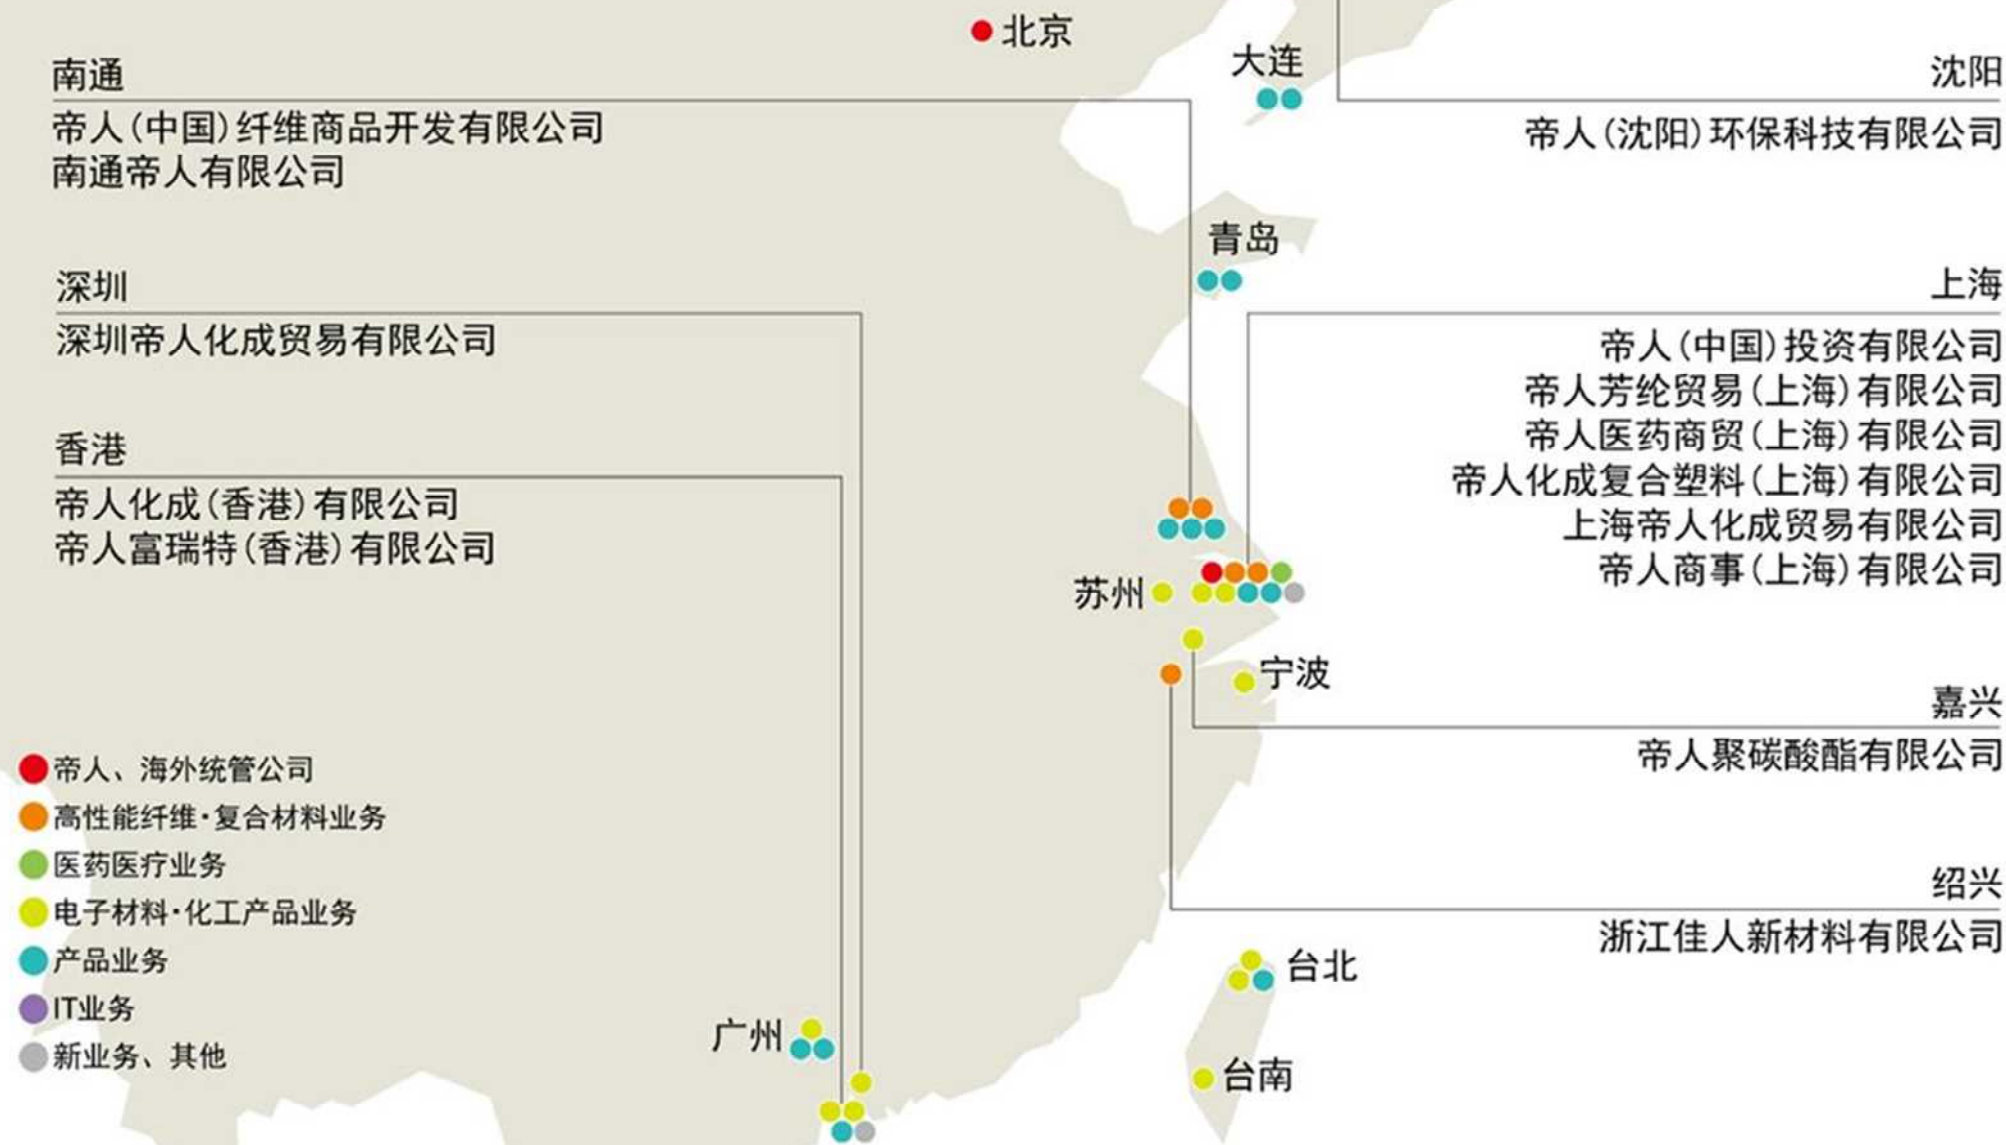 北京
大连
南通
帝人(中国)纤维商品开发有限公司
南通帝人有限公司
沈阳
帝人(沈阳)环保科技有限公司
青岛
深圳
深圳帝人化成贸易有限公司
上海
帝人(中国)投资有限公司
帝人芳纶贸易(上海)有限公司
帝人医药商贸(上海)有限公司
帝人化成复合塑料(上海)有限公司
上海帝人化成贸易有限公司
帝人商事(上海)有限公司
香港
帝人化成(香港)有限公司
帝人富瑞特(香港)有限公司
苏州
宁波
嘉兴
帝人聚碳酸酯有限公司
绍兴
浙江佳人新材料有限公司
帝人、海外统管公司
高性能纤维·复合材料业务
医药医疗业务
电子材料·化工产品业务
产品业务
IT业务
新业务、其他
广州
台北
台南